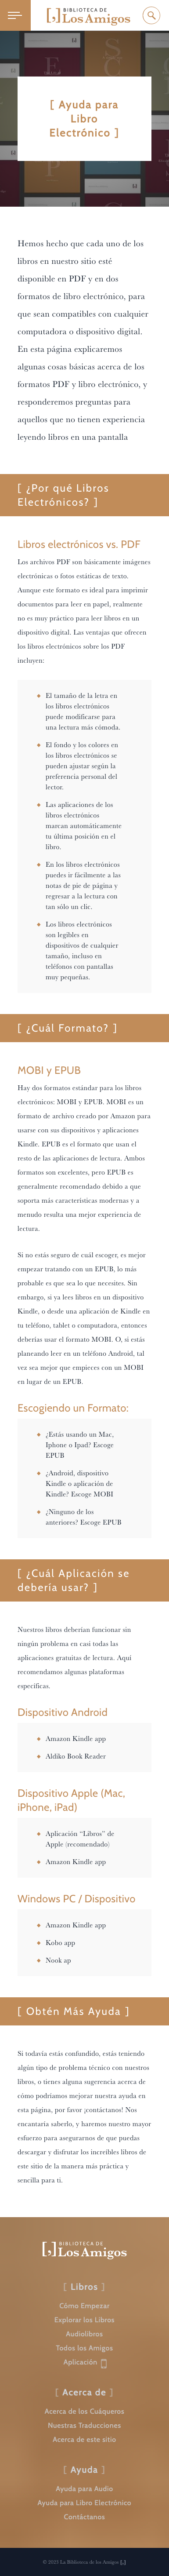 BIBLIOTECA DE
[;] Los Amigos
[ Ayuda para
Libro
Electrónico ]
Hemos hecho que cada uno de los
libros en nuestro sitio esté
disponible en PDF y en dos
formatos de libro electrónico, para
que sean compatibles con cualquier
computadora o dispositivo digital.
En esta página explicaremos
algunas cosas básicas acerca de los
formatos PDF y libro electrónico, y
responderemos preguntas para
aquellos que no tienen experiencia
leyendo libros en una pantalla
[ ¿Por qué Libros
Electrónicos? ]
Libros electrónicos vs. PDF
Los archivos PDF son básicamente imágenes
electrónicas o fotos estáticas de texto.
Aunque este formato es ideal para imprimir
documentos para leer en papel, realmente
no es muy práctico para leer libros en un
dispositivo digital. Las ventajas que ofrecen
los libro electrónicos sobre los PDF
incluyen:
El tamaño de la letra en
los libros electrónicos
puede modificarse para
una lectura más cómoda.
El fondo y los colores en
los libros electrónicos se
pueden ajustar según la
preferencia personal del
lector.
Las aplicaciones de los
libros electrónicos
marcan automáticamente
tu última posición en el
libro.
En los libros electrónicos
puedes ir fácilmente a las
notas de pie de página y
regresar a la lectura con
tan sólo un clic.
Los libros electrónicos
son legibles en
dispositivos de cualquier
tamaño, incluso en
teléfonos con pantallas
muy pequeñas.
[ ¿Cuál Formato? ]
MOBI y EPUB
Hay dos formatos estándar para los libros
electrónicos: MOBI y EPUB. MOBI es un
formato de archivo creado por Amazon para
usarse con sus dispositivos y aplicaciones
Kindle. EPUB es el formato que usan el
resto de las aplicaciones de lectura. Ambos
formatos son excelentes, pero EPUB es
generalmente recomendado debido a que
soporta más características modernas y a
menudo resulta una mejor experiencia de
lectura.
Si no estás seguro de cuál escoger, es mejor
empezar tratando con un EPUB, lo más
probable es que sea lo que necesites. Sin
embargo, si ya lees libros en un dispositivo
Kindle, o desde una aplicación de Kindle en
tu teléfono, tablet o computadora, entonces
deberías usar el formato MOBI. O, si estás
planeando leer en un teléfono Android, tal
vez sea mejor que empieces con un MOBI
en lugar de un EPUB.
Escogiendo un Formato:
¿Estás usando un Mac,
Iphone o Ipad? Escoge
EPUB
¿Android, dispositivo
Kindle o aplicación de
Kindle? Escoge MOBI
¿Ninguno de los
anteriores? Escoge EPUB
[ ¿Cuál Aplicación se
debería usar? ]
Nuestros libros deberían funcionar sin
ningún problema en casi todas las
aplicaciones gratuitas de lectura. Aquí
recomendamos algunas plataformas
específicas.
Dispositivo Android
Amazon Kindle app
Aldiko Book Reader
Dispositivo Apple (Mac,
iPhone, iPad)
Aplicación “Libros” de
Apple (recomendado)
Amazon Kindle app
Windows PC / Dispositivo
Amazon Kindle app
Kobo app
Nook ap
[ Obtén Más Ayuda ]
Si todavía estás confundido, estás teniendo
algún tipo de problema técnico con nuestros
libros, o tienes alguna sugerencia acerca de
cómo podríamos mejorar nuestra ayuda en
esta página, por favor ¡contáctanos! Nos
encantaría saberlo, y haremos nuestro mayor
esfuerzo para asegurarnos de que puedas
descargar y disfrutar los increíbles libros de
este sitio de la manera más práctica y
sencilla para ti.
BIBLIOTECA DE
[;] Los Amigos
[ Libros ]
Cómo Empezar
Explorar los Libros
Audiolibros
Todos los Amigos
Aplicación
[ Acerca de ]
Acerca de los Cuáqueros
Nuestras Traducciones
Acerca de este sitio
[ Ayuda ]
Ayuda para Audio
Ayuda para Libro Electrónico
Contáctanos
© 2021 La Biblioteca de los Amigos [;]